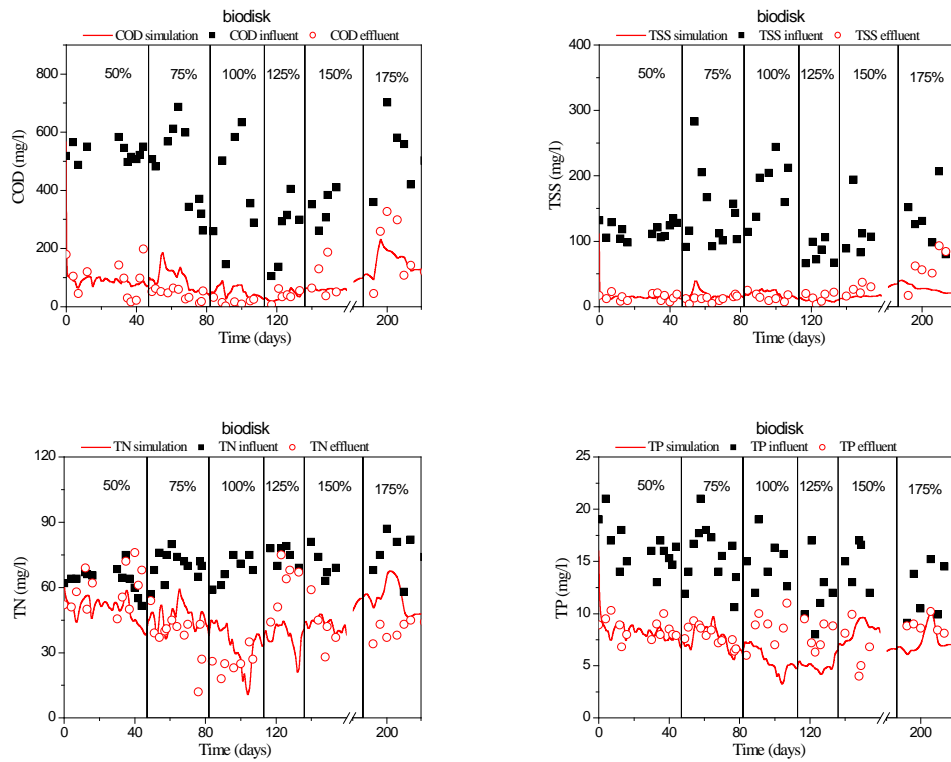 biodisk
COD simulation COD influent COD effluent
800
600
400
200
0
COD (mg/l)
50% 75% 100% 125% 150% 175%
0 40 80 120 200
Time (days)
biodisk
TSS simulation TSS influent TSS effluent
400
300
200
100
0
TSS (mg/l)
50% 75% 100% 125% 150% 175%
0 40 80 120 200
Time (days)
biodisk
TN simulation TN influent TN effluent
120
90
60
30
0
TN (mg/l)
50% 75% 100% 125% 150% 175%
0 40 80 120 200
Time (days)
biodisk
TP simulation TP influent TP effluent
25
20
15
10
5
0
TP (mg/l)
50% 75% 100% 125% 150% 175%
0 40 80 120 200
Time (days)